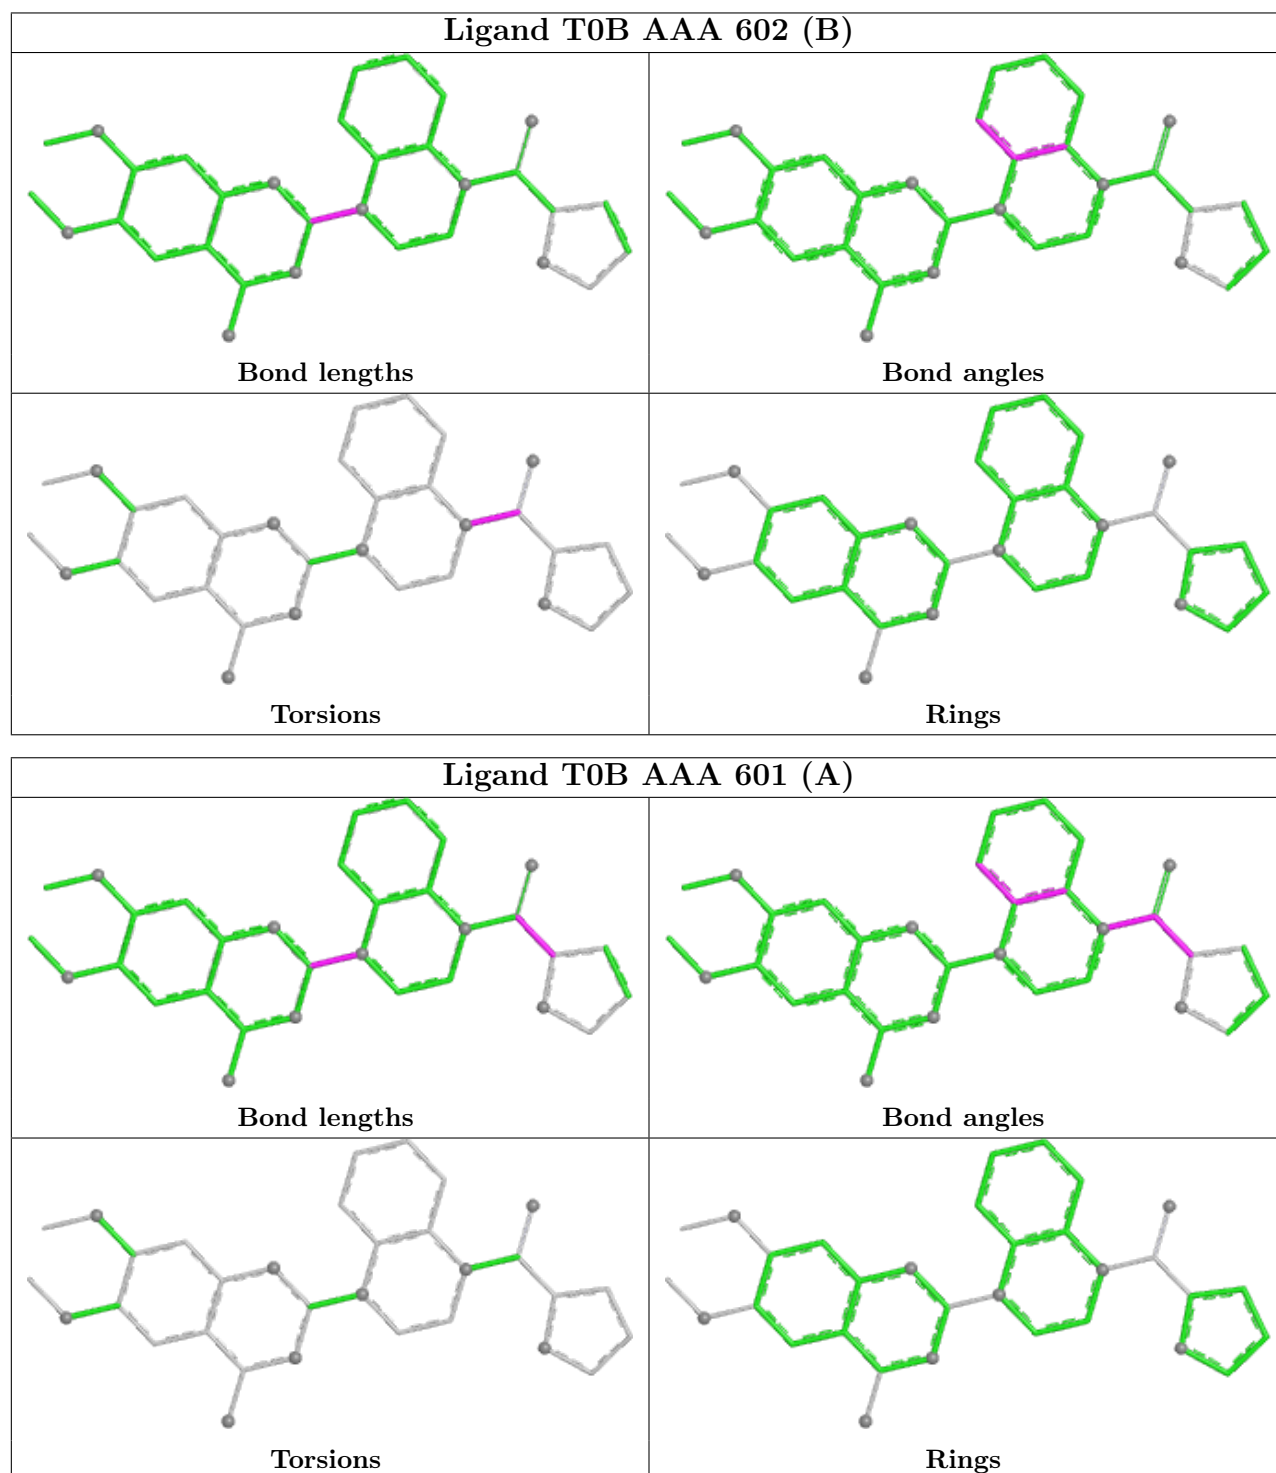 Ligand T0B AAA 602 (B)
Bond lengths
Bond angles
Torsions
Rings
Ligand T0B AAA 601 (A)
Bond lengths
Bond angles
Torsions
Rings